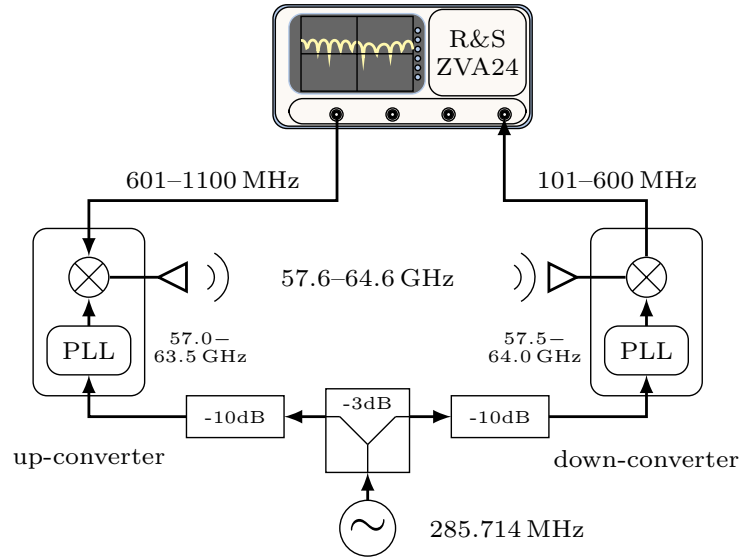 R&S
ZVA24
601–1100 MHz
101–600 MHz
57.6–64.6 GHz
57.0–
63.5 GHz
57.5–
64.0 GHz
PLL
PLL
-10dB
-3dB
-10dB
up-converter
down-converter
285.714 MHz